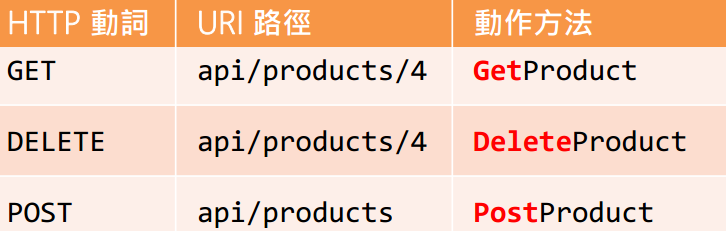 HTTP 動詞 URI 路徑 動作方法
GET api/products/4 GetProduct
DELETE api/products/4 DeleteProduct
POST api/products PostProduct